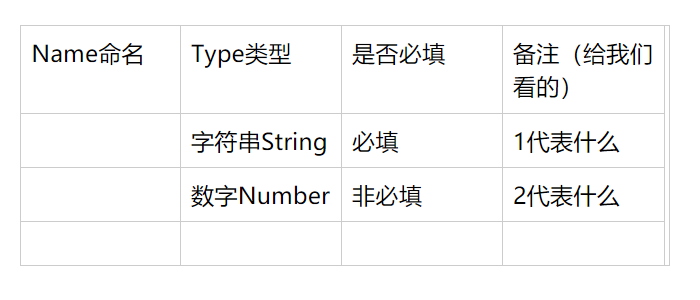 Name命名
Type类型
是否必填
备注（给我们
看的）
字符串String
必填
1代表什么
数字Number
非必填
2代表什么